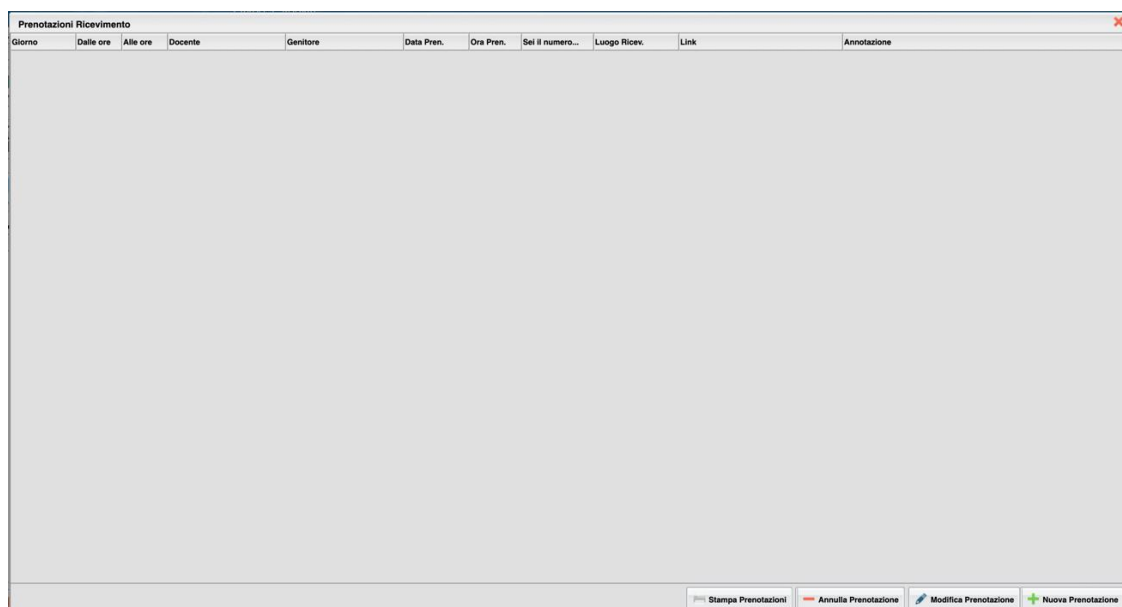 Prenotazioni Ricevimento
Giorno Dalle ore Alle ore Docente Genitore Data Pren. Ora Pren. Sei il numero... Luogo Ricev. Link Annotazione
Stampa Prenotazioni Annulla Prenotazione Modifica Prenotazione Nuova Prenotazione